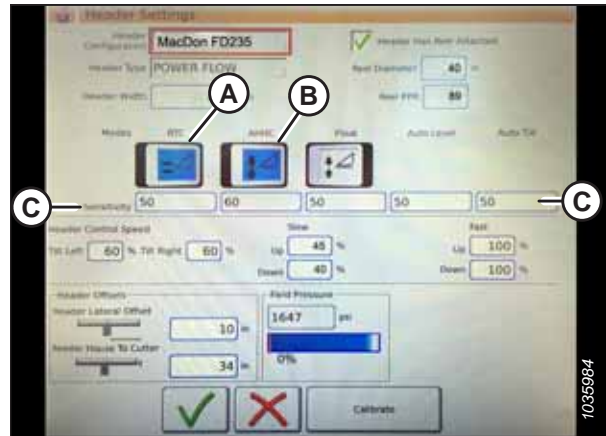 Header Settings
Header Configuration MacDon FD235 Header Has Reel Attached
Header Type POWER FLOW Reel Diameter 40 in
Header Width Reel PPR 89
A B
Modes RTC AHHC Float Auto Level Auto Tilt
C Sensitivity 50 60 50 50 50 C
Header Control Speed Slow Fast
Tilt Left 60 % Tilt Right 60 % Up 45 % Up 100 %
Down 40 % Down 100 %
Header Offsets Field Pressure
Header Lateral Offset 1647 psi
10 in
Feeder House To Cutter 0%
34 in
Calibrate
1035984